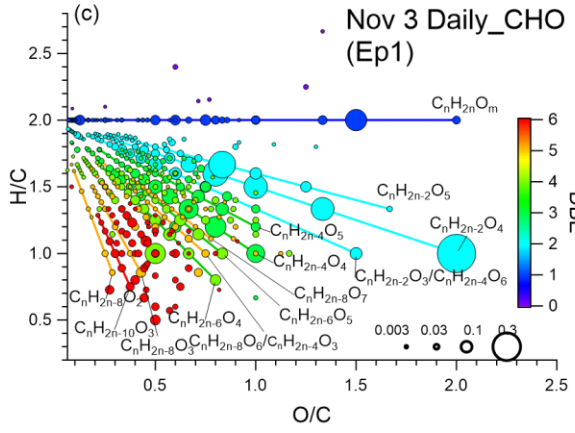 (c)
Nov 3 Daily_CHO
(Ep1)
2.5
2.0
1.5
1.0
0.5
H/C
0.5
1.0
1.5
2.0
2.5
O/C
CₙH₂ₙOₘ
CₙH₂ₙ₋₂O₅
CₙH₂ₙ₋₂O₄
CₙH₂ₙ₋₄O₅
CₙH₂ₙ₋₄O₄
CₙH₂ₙ₋₂O₃/CₙH₂ₙ₋₄O₆
CₙH₂ₙ₋₈O₇
CₙH₂ₙ₋₈O₂
CₙH₂ₙ₋₆O₅
CₙH₂ₙ₋₁₀O₃
CₙH₂ₙ₋₆O₄
CₙH₂ₙ₋₈O₃
CₙH₂ₙ₋₈O₆/CₙH₂ₙ₋₄O₃
0.003 0.03 0.1 0.3
6
5
4
3
2
1
0
DBE